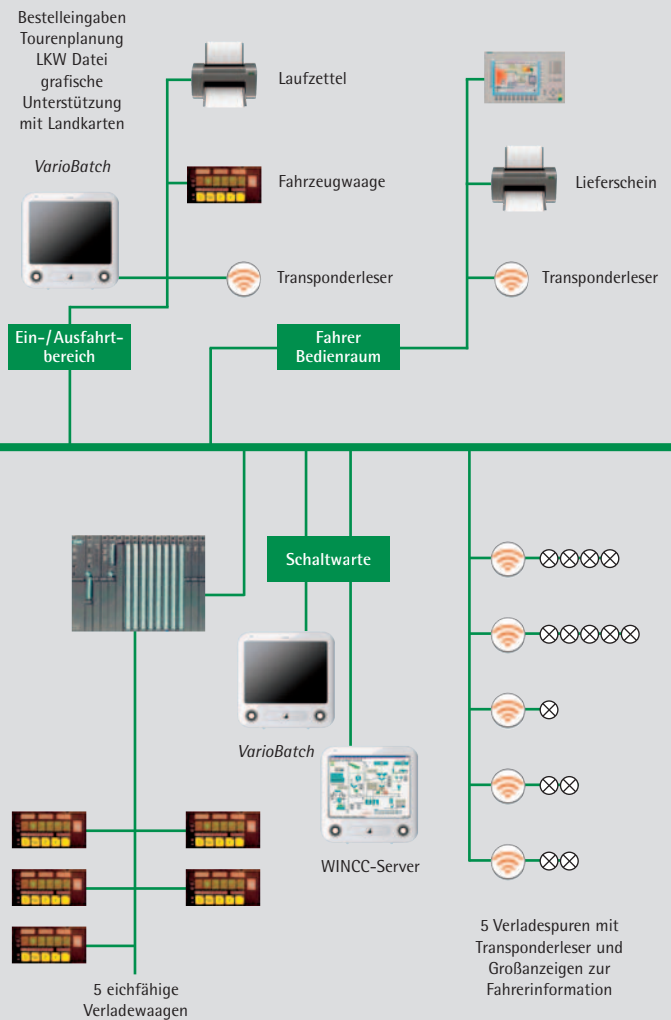 Bestelleingaben
Tourenplanung
LKW Datei
grafische
Unterstützung
mit Landkarten
VarioBatch
Laufzettel
Fahrzeugwaage
Transponderleser
Lieferschein
Transponderleser
Ein-/Ausfahrt-
bereich
Fahrer
Bedienraum
Schaltwarte
VarioBatch
WINCC-Server
5 eichfähige
Verladewaagen
5 Verladespuren mit
Transponderleser und
Großanzeigen zur
Fahrerinformation